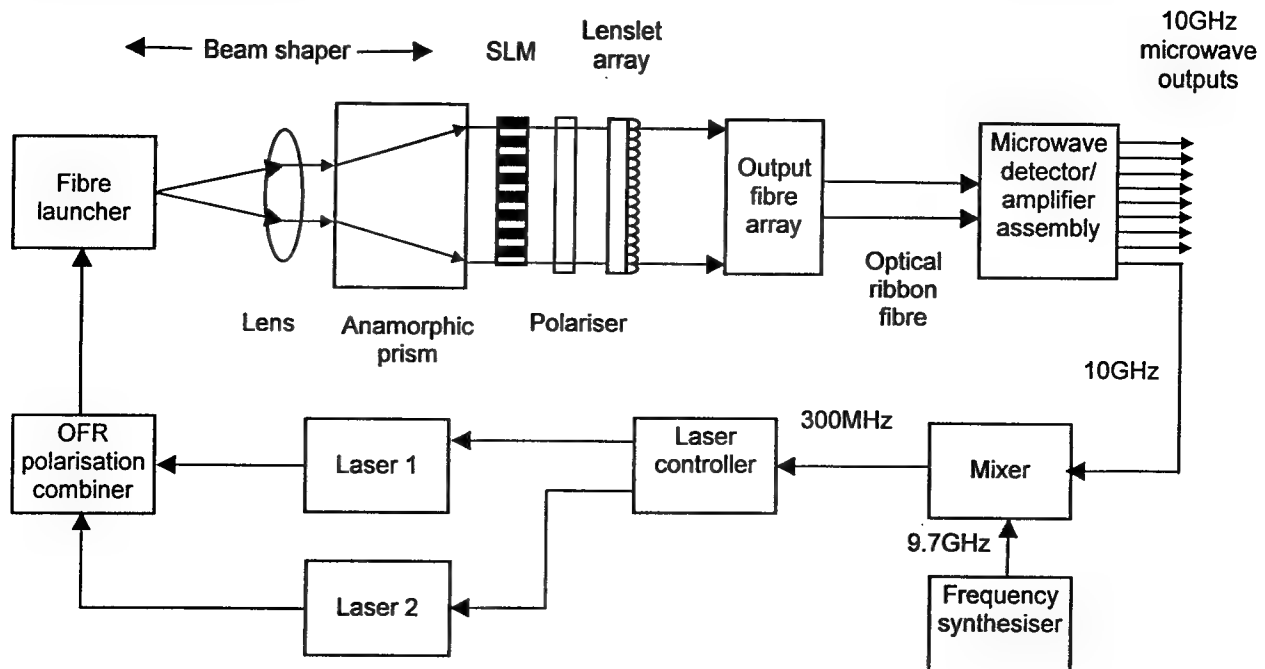 10GHz
microwave
outputs
Beam shaper
SLM
Lenslet
array
Fibre
launcher
Output
fibre
array
Microwave
detector/
amplifier
assembly
Optical
ribbon
fibre
Lens
Anamorphic
prism
Polariser
10GHz
OFR
polarisation
combiner
Laser 1
Laser
controller
300MHz
Mixer
9.7GHz
Laser 2
Frequency
synthesiser